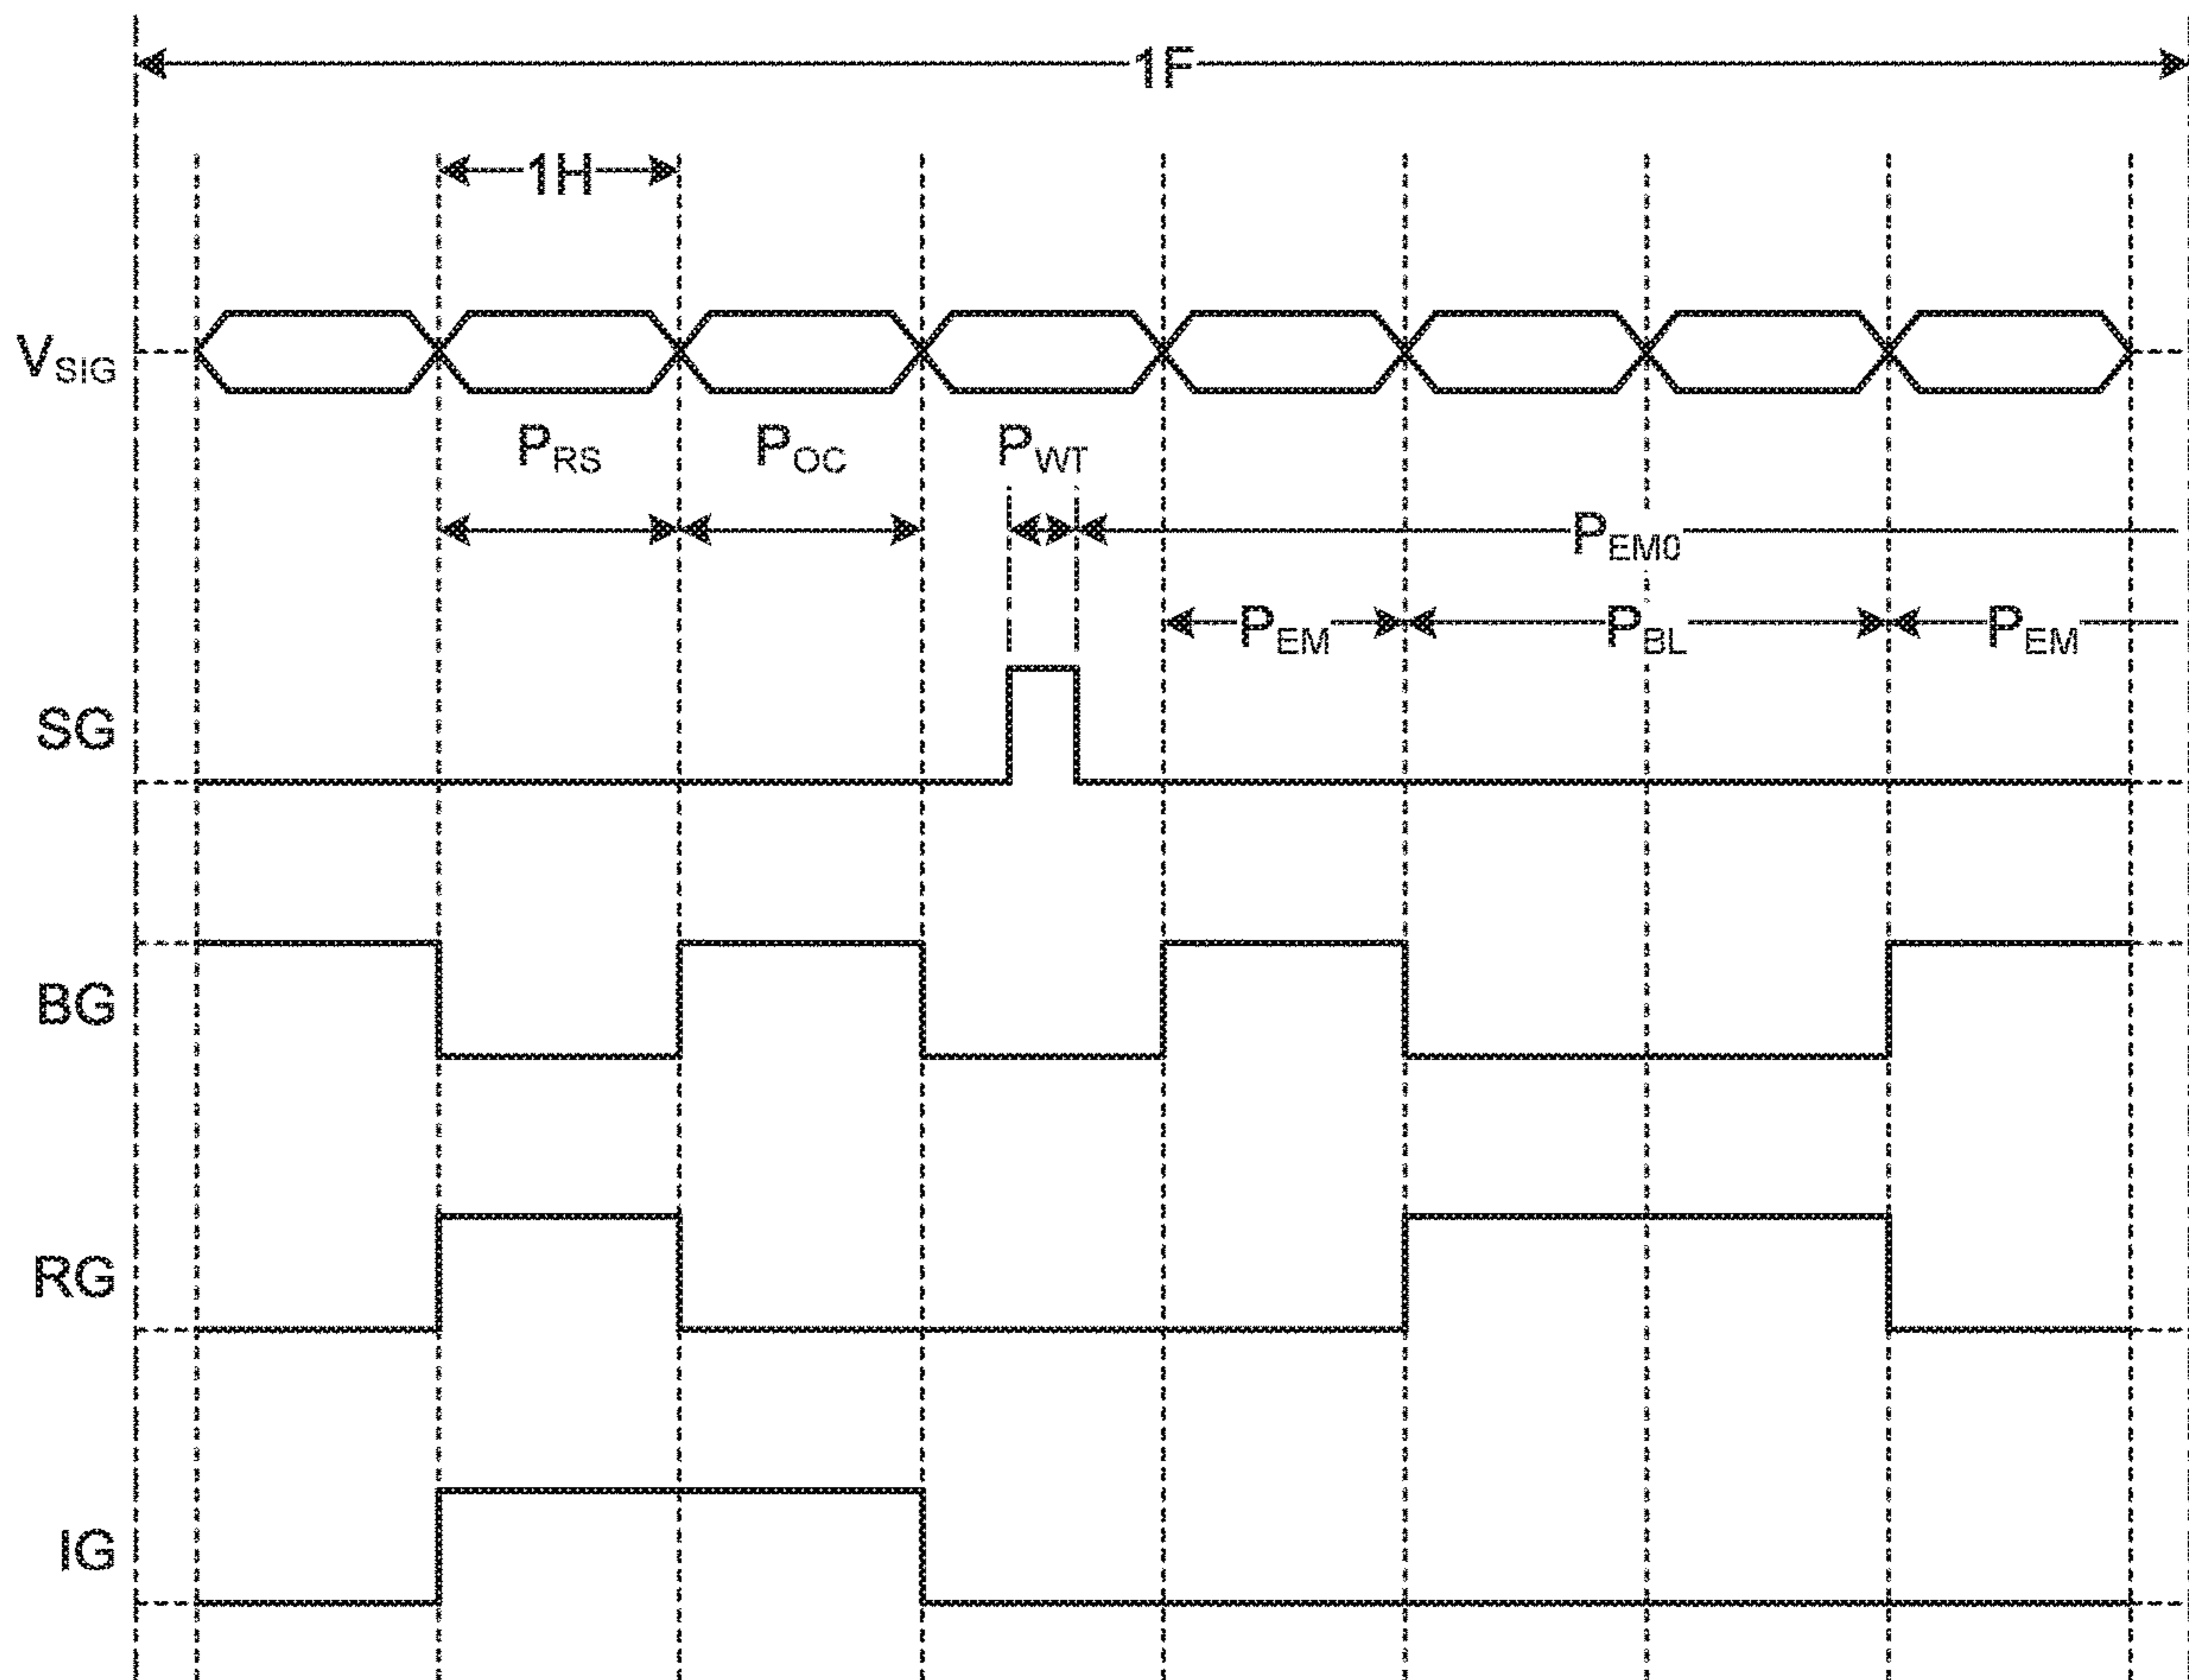 1F
1H
VSIG
PRS POC PWT
PEM0
PEM PBL PEM
SG
BG
RG
IG